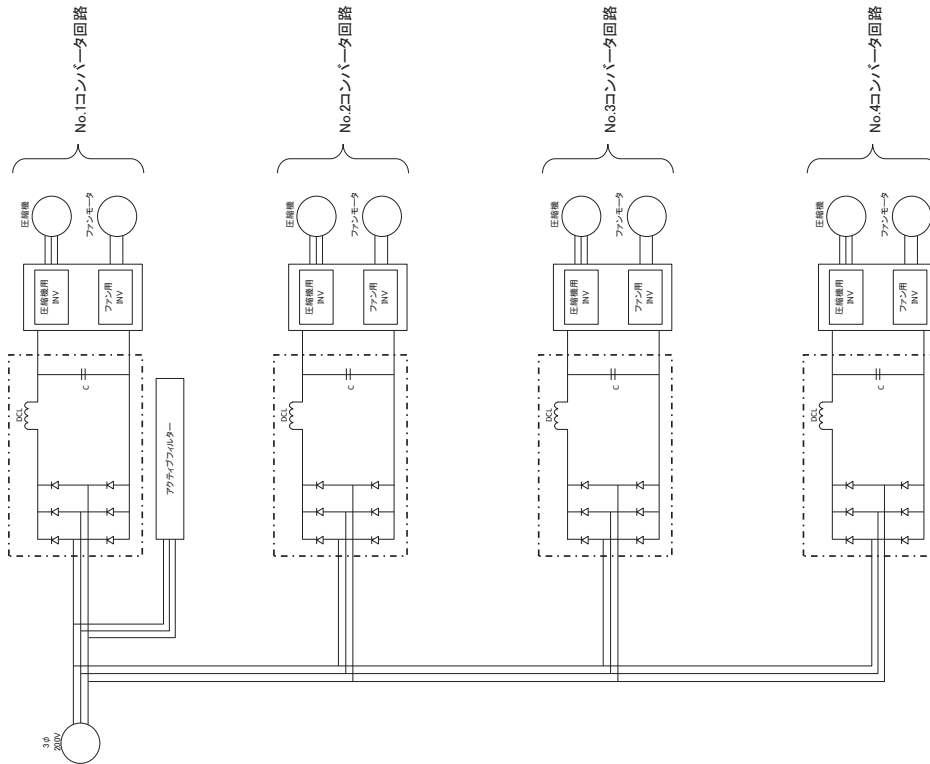 No.1コンバータ回路
No.2コンバータ回路
No.3コンバータ回路
No.4コンバータ回路
圧縮機
ファンモータ
圧縮機
ファンモータ
圧縮機
ファンモータ
圧縮機
ファンモータ
圧縮機用
INV
ファン用
INV
圧縮機用
INV
ファン用
INV
圧縮機用
INV
ファン用
INV
圧縮機用
INV
ファン用
INV
DCL
C
DCL
C
DCL
C
DCL
C
アクティブフィルター
3φ
200V